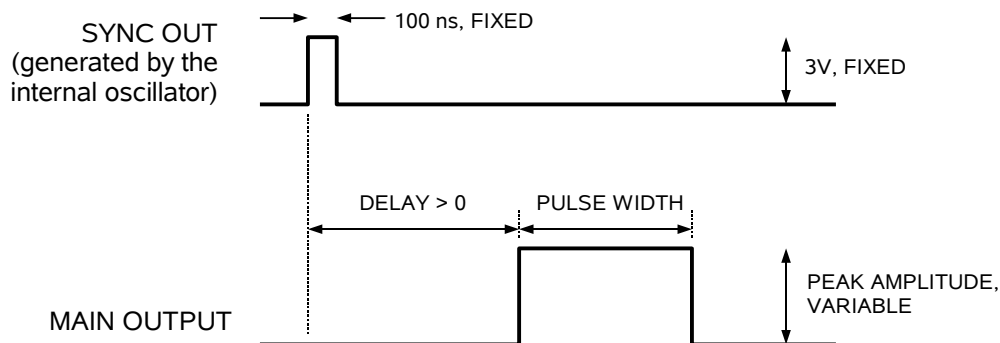 100 ns, FIXED
SYNC OUT
(generated by the
internal oscillator)
3V, FIXED
DELAY > 0
PULSE WIDTH
PEAK AMPLITUDE,
VARIABLE
MAIN OUTPUT